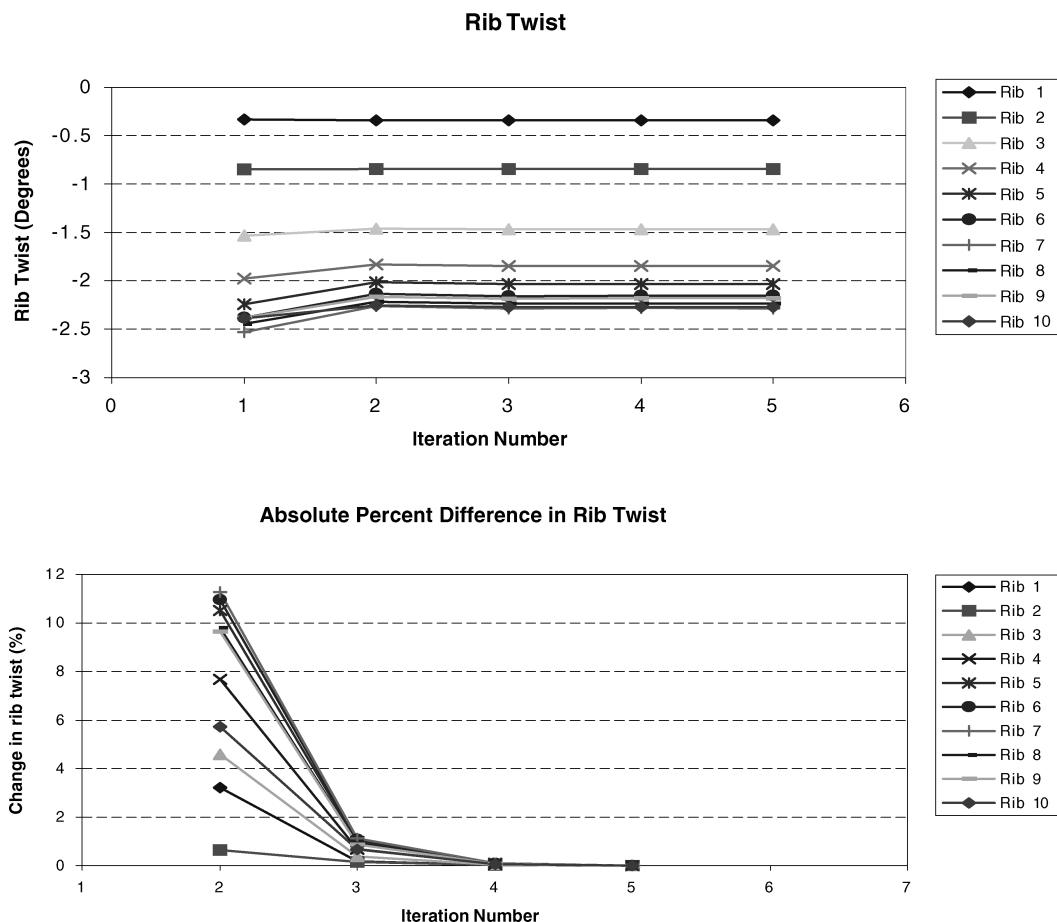 Rib Twist
0
-0.5
-1
-1.5
-2
-2.5
-3
Rib Twist (Degrees)
0 1 2 3 4 5 6
Iteration Number
Rib 1
Rib 2
Rib 3
Rib 4
Rib 5
Rib 6
Rib 7
Rib 8
Rib 9
Rib 10
Absolute Percent Difference in Rib Twist
12
10
8
6
4
2
0
Change in rib twist (%)
1 2 3 4 5 6 7
Iteration Number
Rib 1
Rib 2
Rib 3
Rib 4
Rib 5
Rib 6
Rib 7
Rib 8
Rib 9
Rib 10